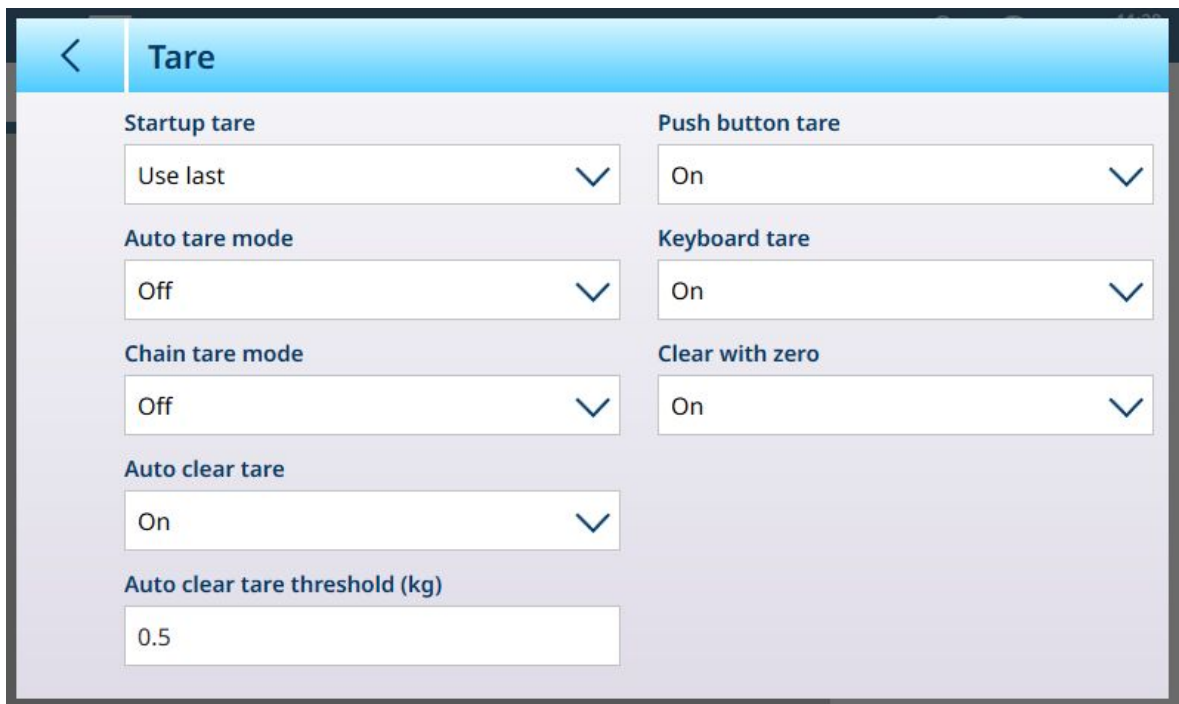 Tare
Startup tare
Use last
Push button tare
On
Auto tare mode
Off
Keyboard tare
On
Chain tare mode
Off
Clear with zero
On
Auto clear tare
On
Auto clear tare threshold (kg)
0.5